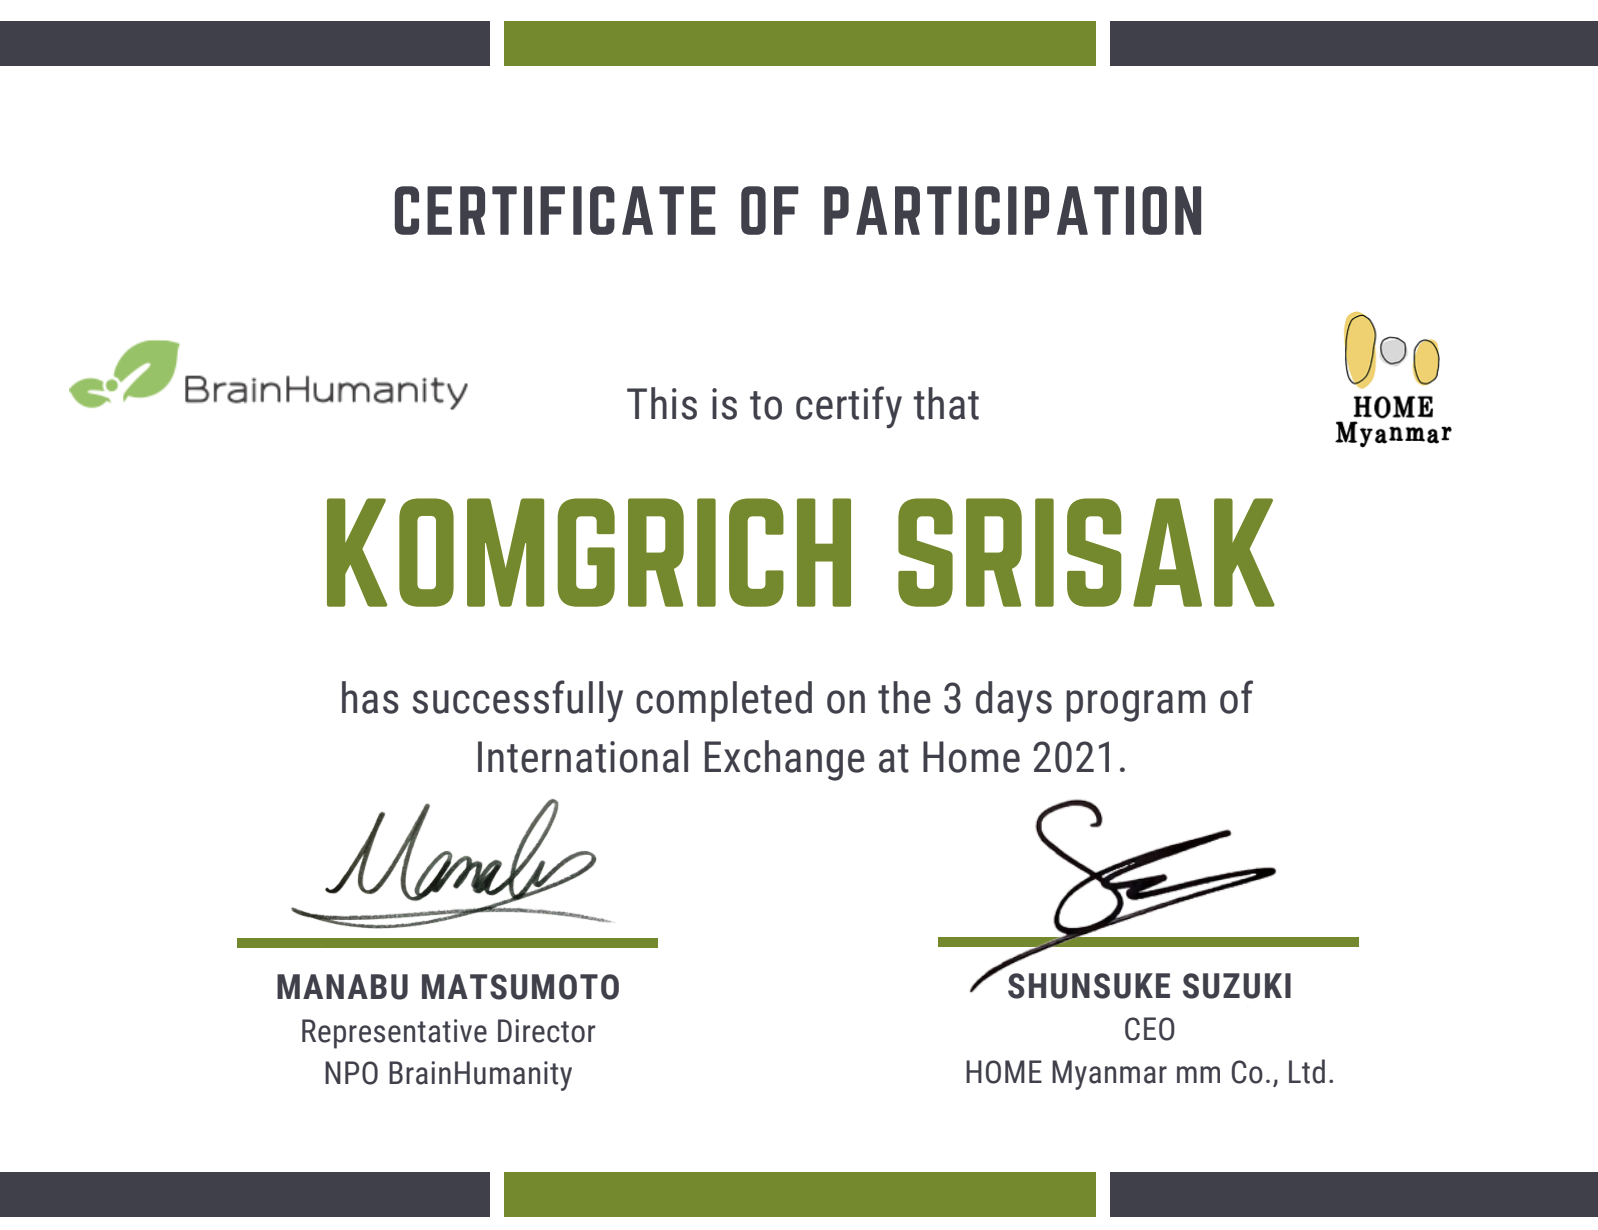 CERTIFICATE OF PARTICIPATION
BrainHumanity
HOME
Myanmar
This is to certify that
KOMGRICH SRISAK
has successfully completed on the 3 days program of
International Exchange at Home 2021.
Manabu
MANABU MATSUMOTO
Representative Director
NPO BrainHumanity
SHUNSUKE SUZUKI
CEO
HOME Myanmar mm Co., Ltd.